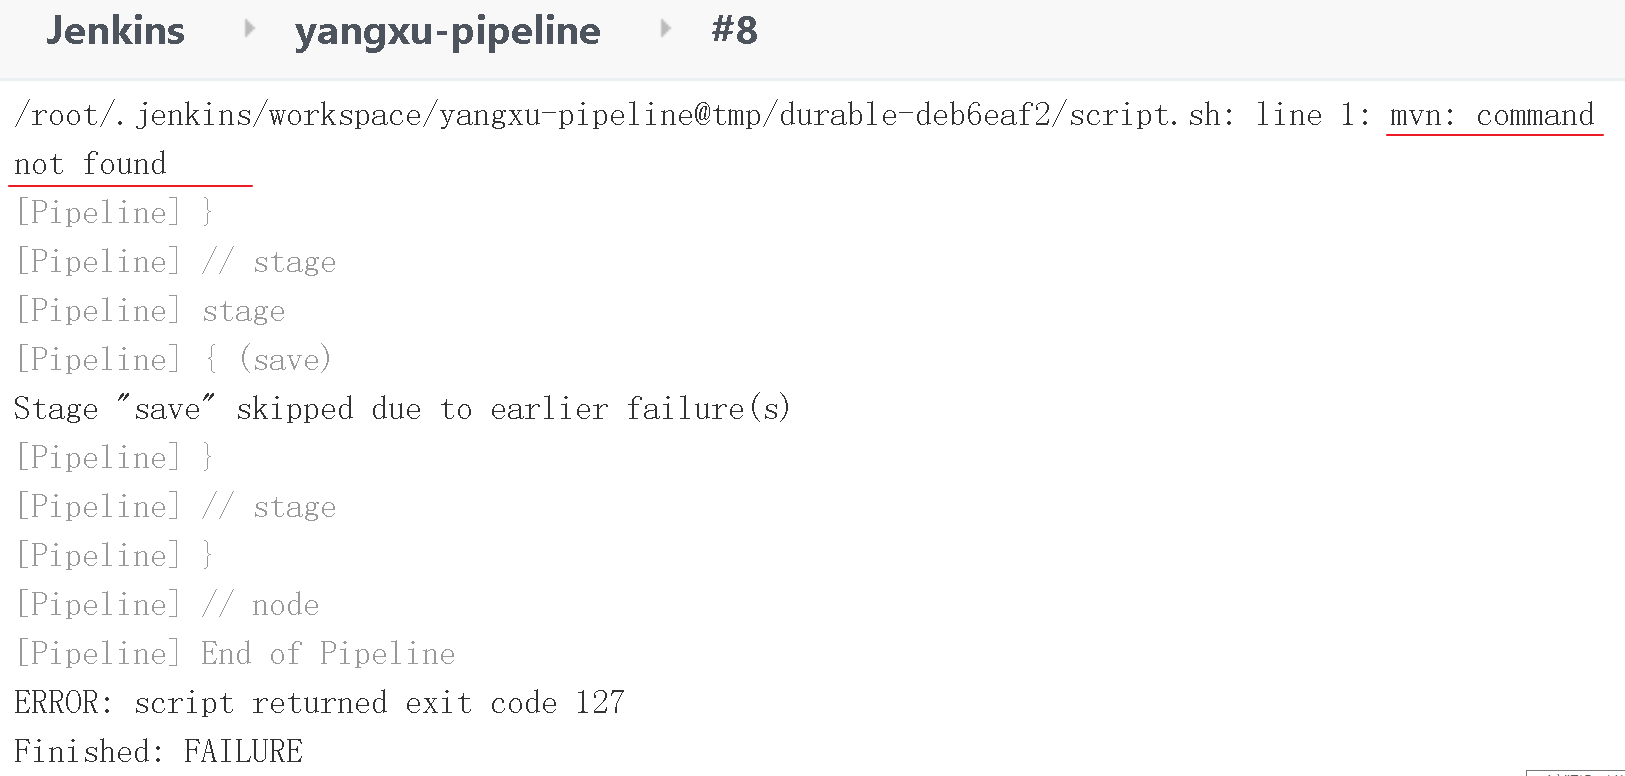 Jenkins yangxu-pipeline #8
/root/.jenkins/workspace/yangxu-pipeline@tmp/durable-deb6eaf2/script.sh: line 1: mvn: command
not found
[Pipeline] }
[Pipeline] // stage
[Pipeline] stage
[Pipeline] { (save)
Stage "save" skipped due to earlier failure(s)
[Pipeline] }
[Pipeline] // stage
[Pipeline] }
[Pipeline] // node
[Pipeline] End of Pipeline
ERROR: script returned exit code 127
Finished: FAILURE